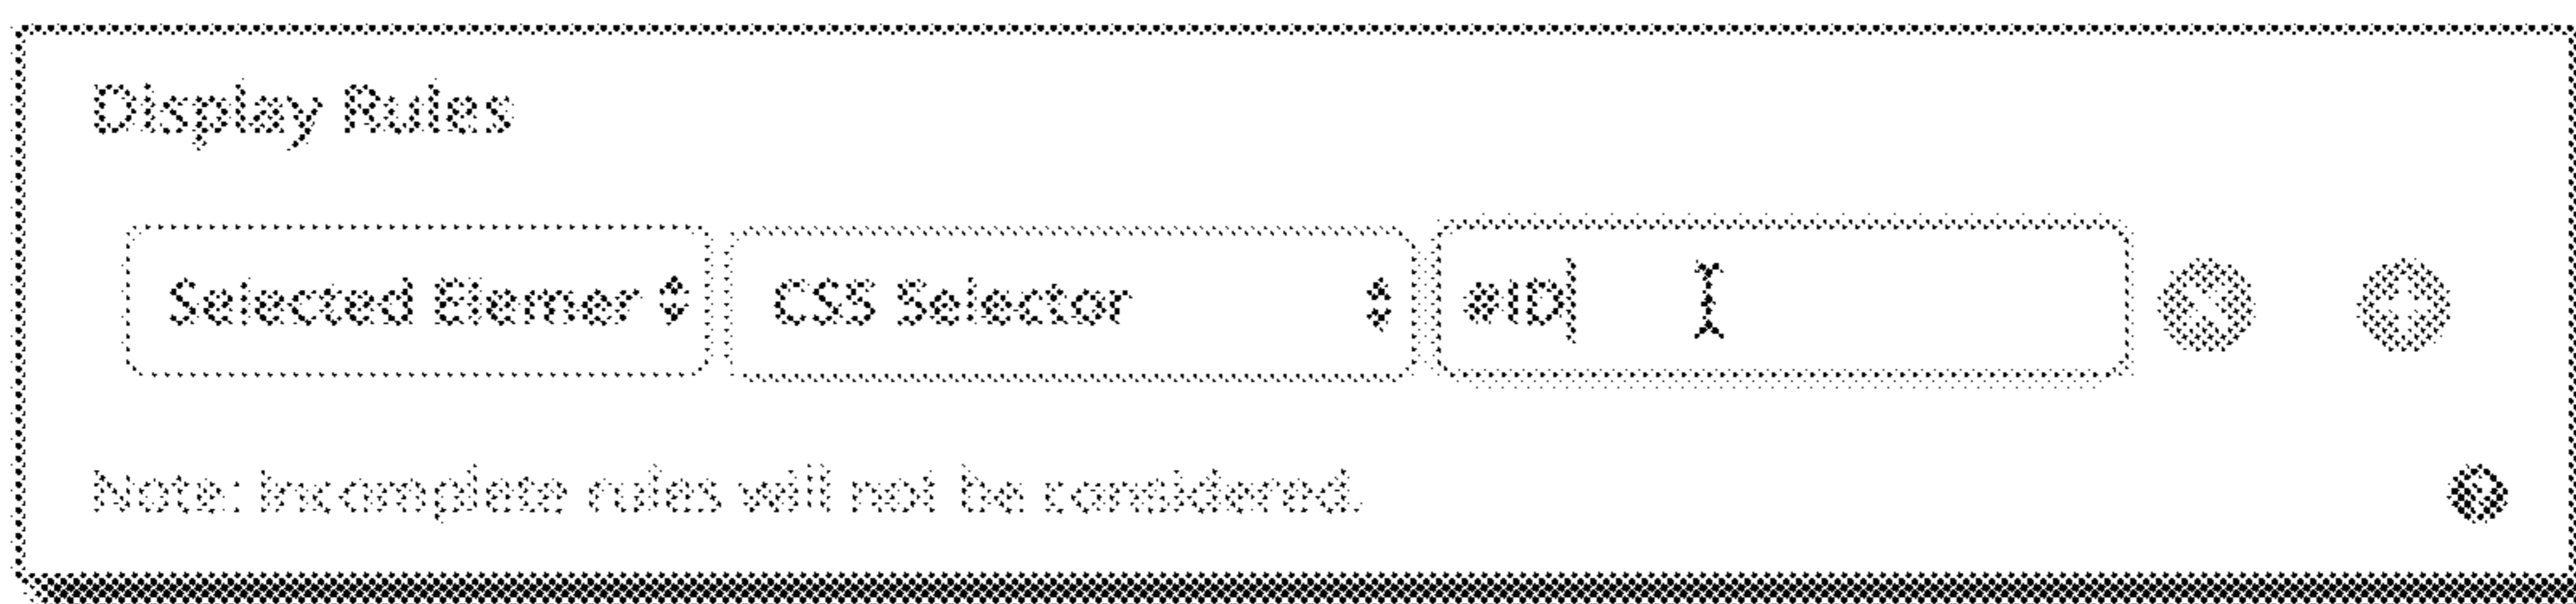 Display Rules
Selected Elemer CSS Selector #ID
Note: Incomplete rules will not be considered.